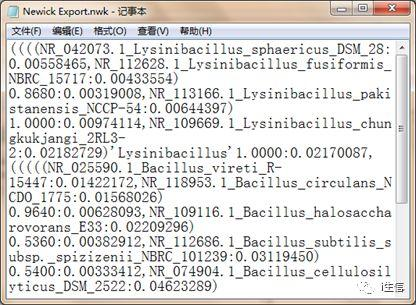 Newick Export.nwk - 记事本
文件(F) 编辑(E) 格式(O) 查看(V) 帮助(H)
((((NR_042073.1_Lysinibacillus_sphaericus_DSM_28:
0.00558465,NR_112628.1_Lysinibacillus_fusiformis_
NBRC_15717:0.00433554)
0.8680:0.00319008,NR_113166.1_Lysinibacillus_paki
stanensis_NCCP-54:0.00644397)
1.0000:0.00974114,NR_109669.1_Lysinibacillus_chun
gkukjangi_2RL3-
2:0.02182729)'Lysinibacillus'1.0000:0.02170087,
(((((NR_025590.1_Bacillus_vireti_R-
15447:0.01422172,NR_118953.1_Bacillus_circulans_N
CDO_1775:0.01568026)
0.9640:0.00628093,NR_109116.1_Bacillus_halosaccha
rovorans_E33:0.02209296)
0.5360:0.00382912,NR_112686.1_Bacillus_subtilis_s
ubsp._spizizenii_NBRC_101239:0.03119450)
0.5400:0.00333412,NR_074904.1_Bacillus_cellulosil
yticus_DSM_2522:0.04623289)
i生信